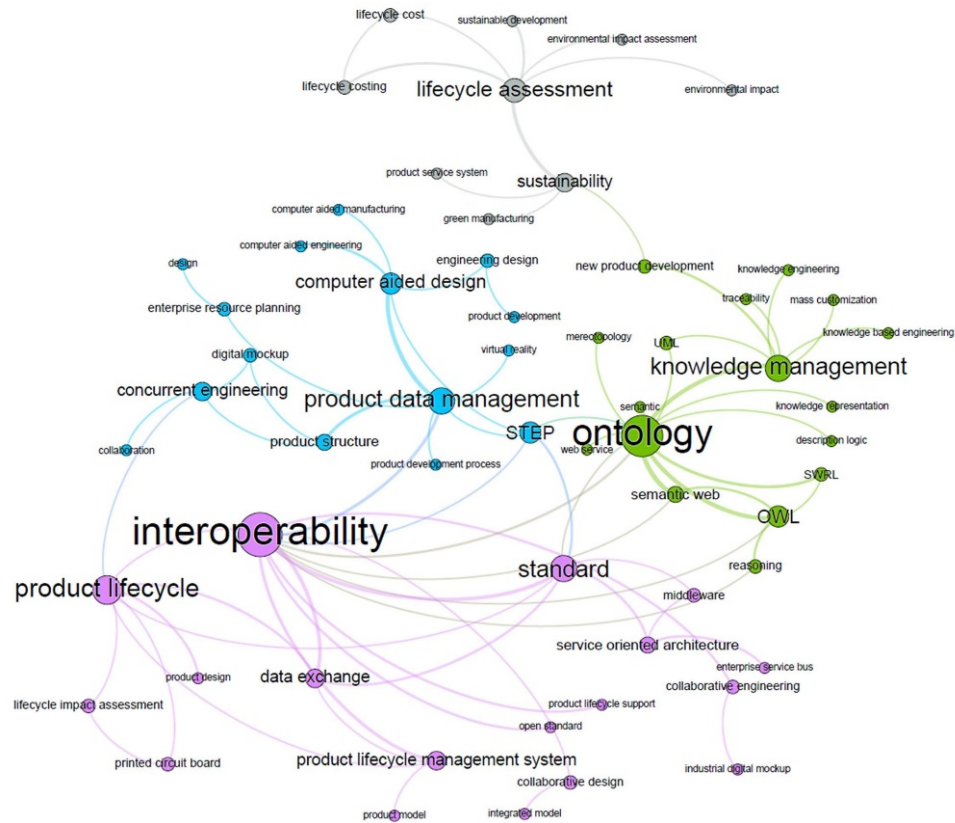 lifecycle cost
sustainable development
environmental impact assessment
lifecycle costing
lifecycle assessment
environmental impact
product service system
sustainability
computer aided manufacturing
green manufacturing
computer aided engineering
design
engineering design
new product development
knowledge engineering
computer aided design
traceability
mass customization
enterprise resource planning
product development
knowledge based engineering
mereotopology
UML
digital mockup
virtual reality
knowledge management
concurrent engineering
product data management
semantic
knowledge representation
STEP
ontology
product structure
description logic
collaboration
web service
product development process
SWRL
semantic web
OWL
interoperability
standard
reasoning
product lifecycle
middleware
service oriented architecture
enterprise service bus
product design
data exchange
collaborative engineering
lifecycle impact assessment
product lifecycle support
open standard
printed circuit board
product lifecycle management system
industrial digital mockup
collaborative design
product model
integrated model